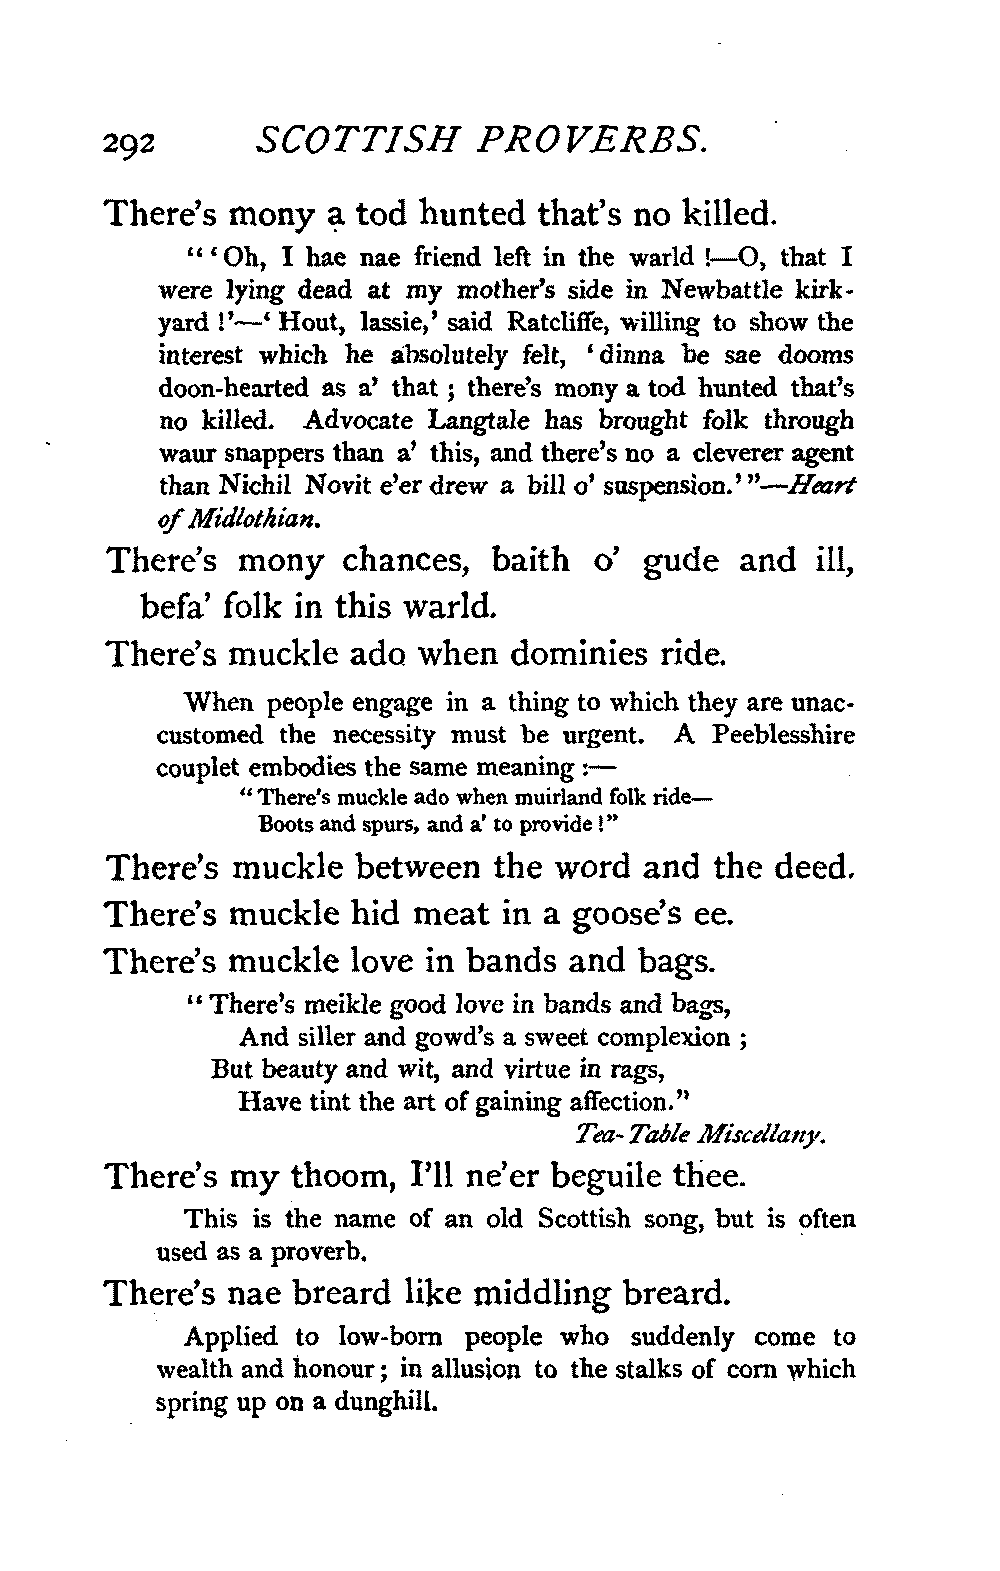 292 SCOTTISH PROVERBS.
There's mony a tod hunted that's no killed.
"'Oh, I hae nae friend left in the warld !—O, that I
were lying dead at my mother's side in Newbattle kirk-
yard !'—' Hout, lassie,' said Ratcliffe, willing to show the
interest which he absolutely felt, 'dinna be sae dooms
doon-hearted as a' that ; there's mony a tod hunted that's
no killed. Advocate Langtale has brought folk through
waur snappers than a' this, and there's no a cleverer agent
than Nichil Novit e'er drew a bill o' suspension.'"—Heart
of Midlothian.
There's mony chances, baith o' gude and ill,
befa' folk in this warld.
There's muckle ado when dominies ride.
When people engage in a thing to which they are unac-
customed the necessity must be urgent. A Peeblesshire
couplet embodies the same meaning :—
"There's muckle ado when muirland folk ride—
Boots and spurs, and a' to provide !"
There's muckle between the word and the deed.
There's muckle hid meat in a goose's ee.
There's muckle love in bands and bags.
"There's meikle good love in bands and bags,
And siller and gowd's a sweet complexion ;
But beauty and wit, and virtue in rags,
Have tint the art of gaining affection."
Tea-Table Miscellany.
There's my thoom, I'll ne'er beguile thee.
This is the name of an old Scottish song, but is often
used as a proverb.
There's nae breard like middling breard.
Applied to low-born people who suddenly come to
wealth and honour; in allusion to the stalks of corn which
spring up on a dunghill.